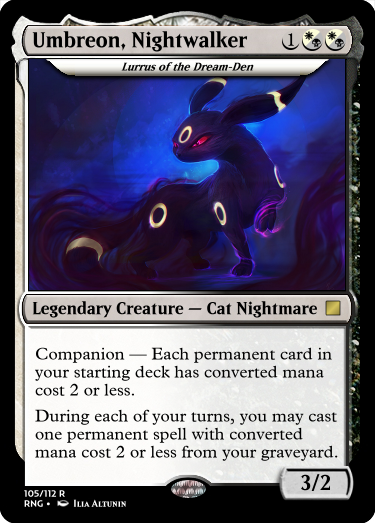 Umbreon, Nightwalker 1
Lurrus of the Dream-Den
Legendary Creature — Cat Nightmare
Companion — Each permanent card in
your starting deck has converted mana
cost 2 or less.
During each of your turns, you may cast
one permanent spell with converted
mana cost 2 or less from your graveyard.
3/2
105/112 R
RNG • Ilia Altunin